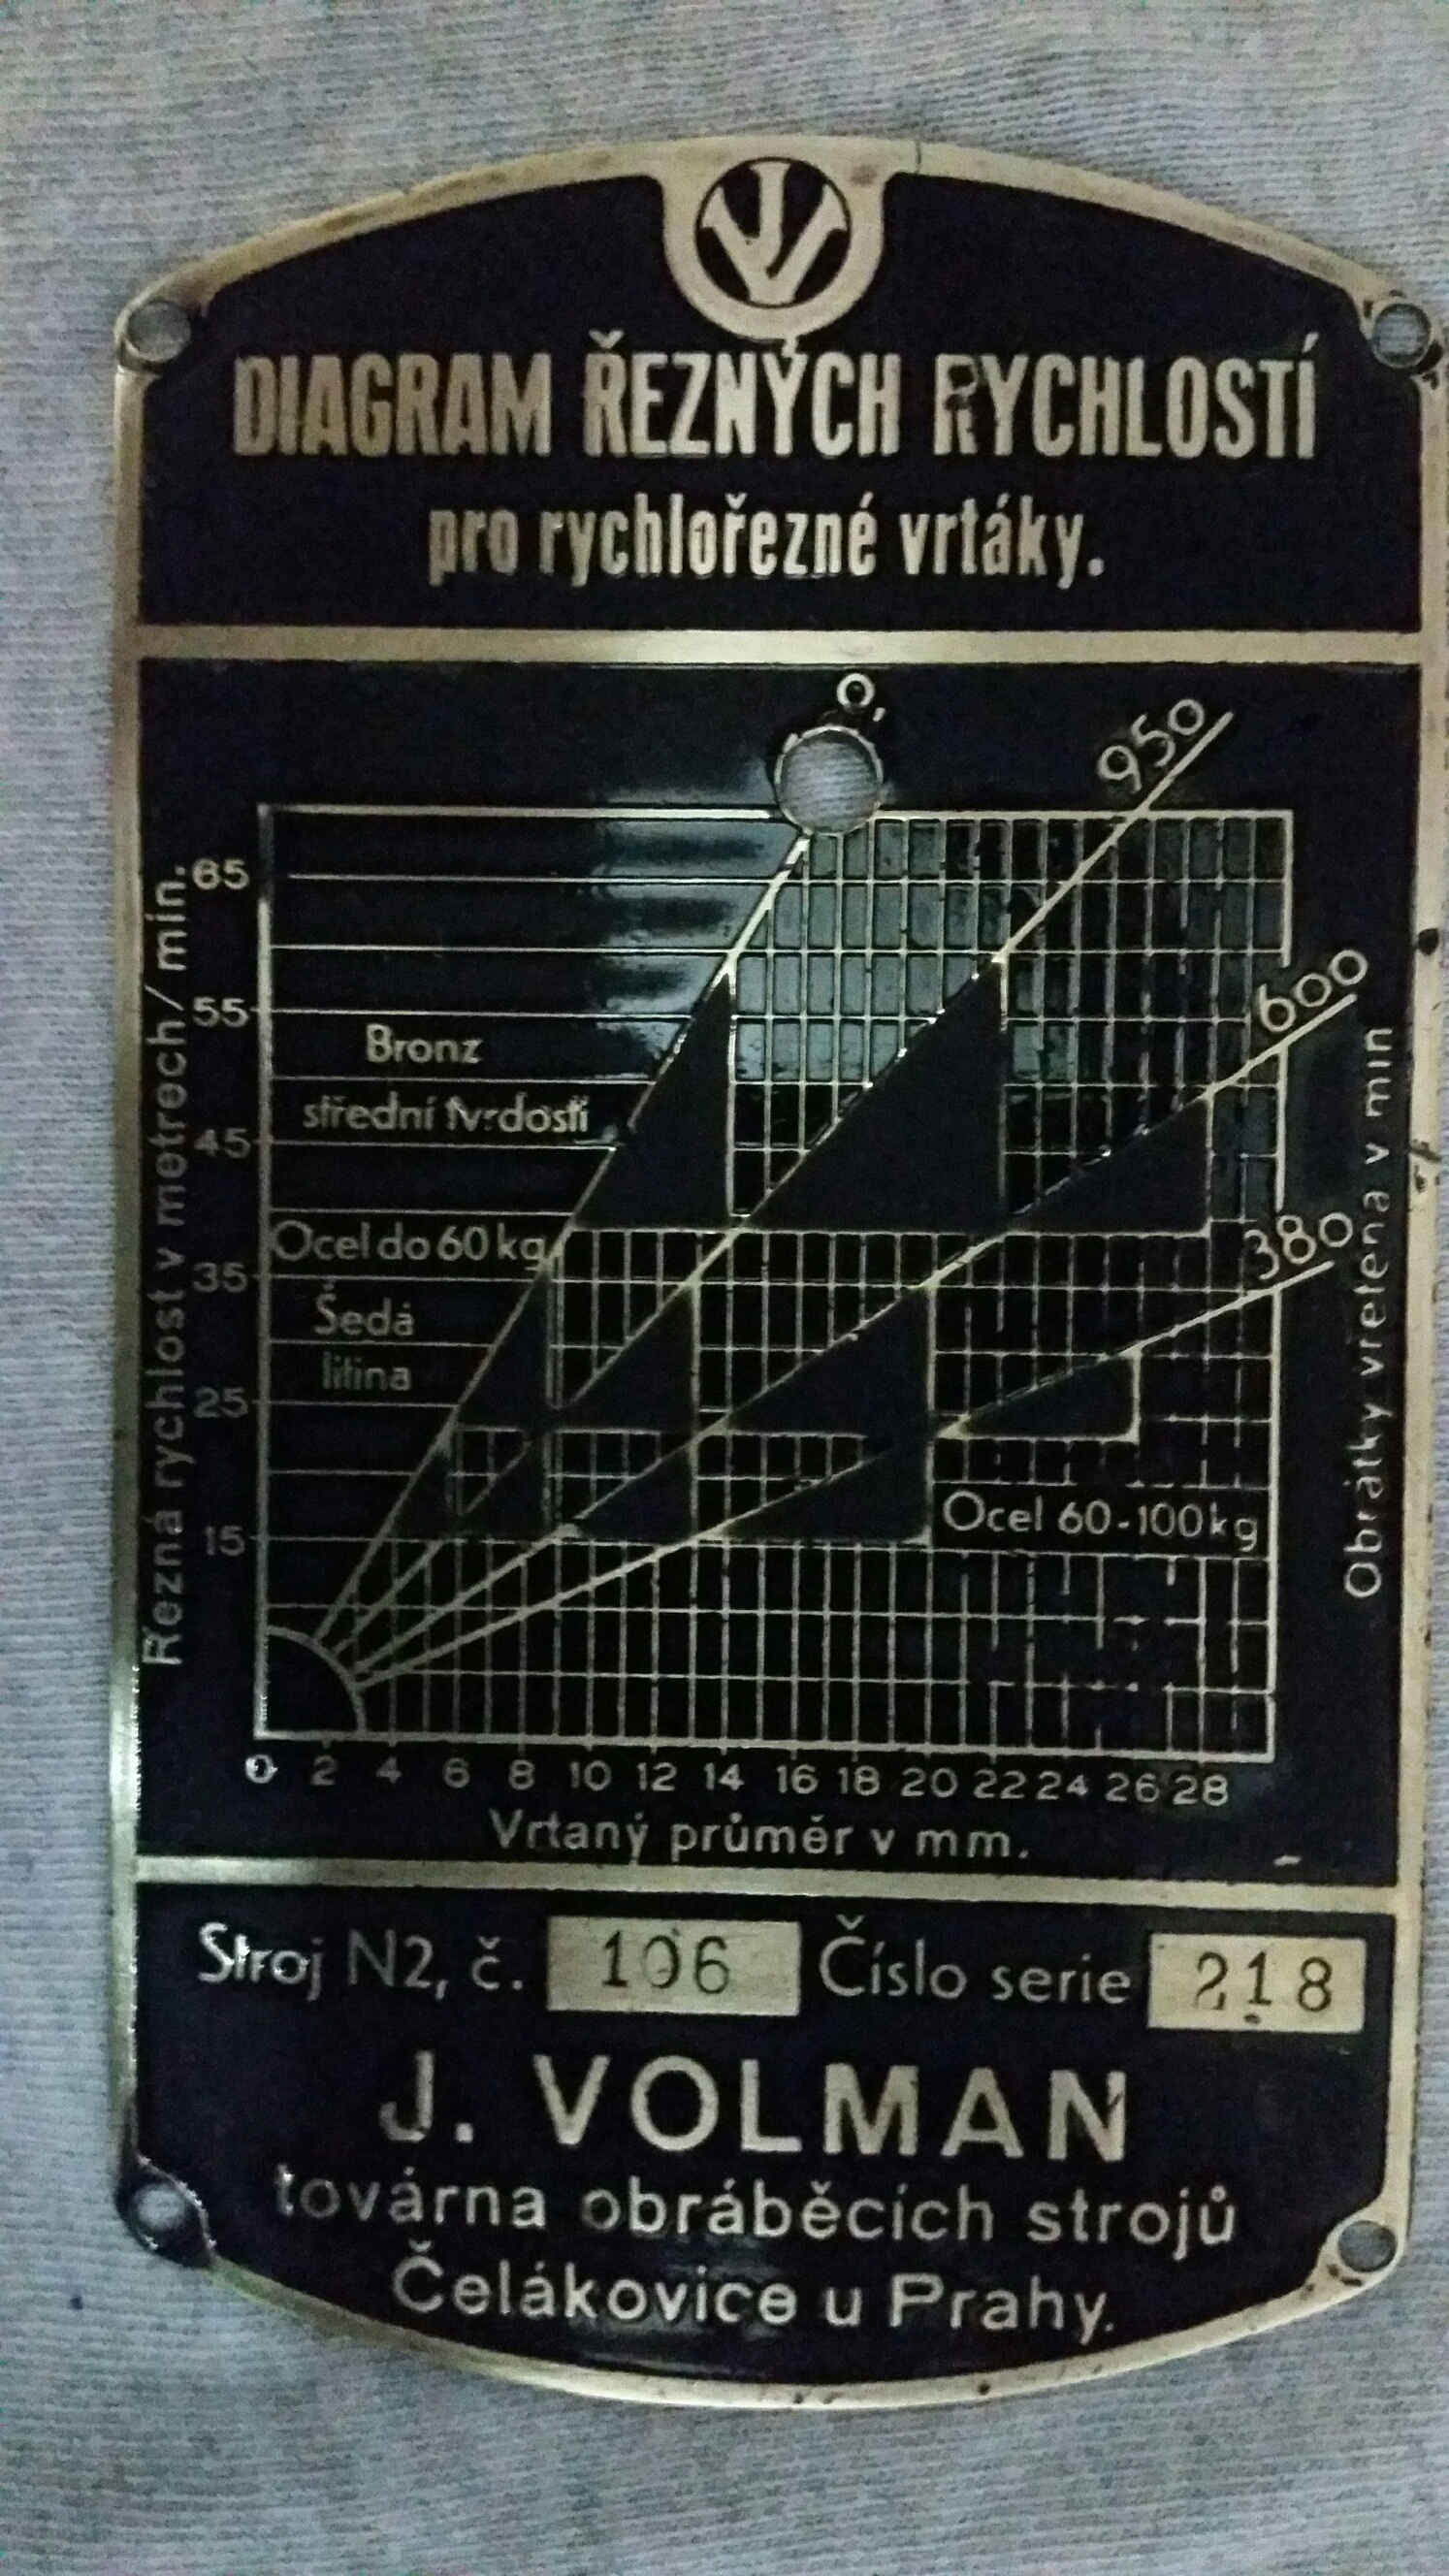 JV
DIAGRAM ŘEZNÝCH RYCHLOSTÍ
pro rychlořezné vrtáky.
0,
950
600
380
Obrátky vřetena v min
Řezná rychlost v metrech/min.
65
55
45
35
25
15
Bronz
střední tvrdosti
Ocel do 60 kg
Šedá
litina
Ocel 60-100kg
0 2 4 6 8 10 12 14 16 18 20 22 24 26 28
Vrtaný průměr v mm.
Stroj N2, č. 106 Číslo serie 218
J. VOLMAN
továrna obráběcích strojů
Čelákovice u Prahy.